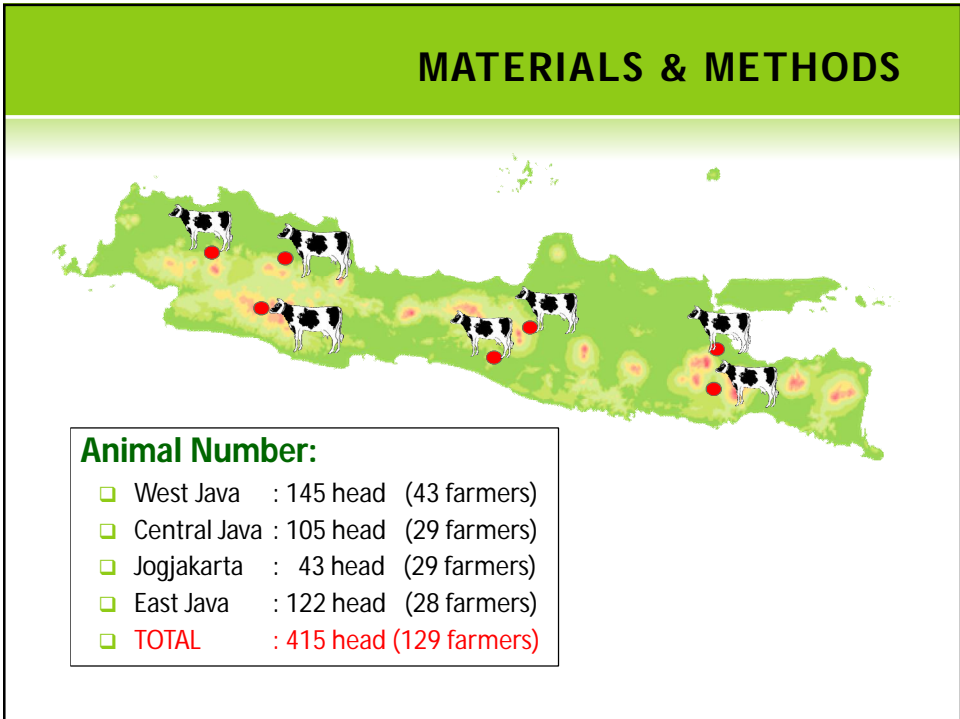 MATERIALS & METHODS
Animal Number:
❑ West Java : 145 head (43 farmers)
❑ Central Java : 105 head (29 farmers)
❑ Jogjakarta : 43 head (29 farmers)
❑ East Java : 122 head (28 farmers)
❑ TOTAL : 415 head (129 farmers)